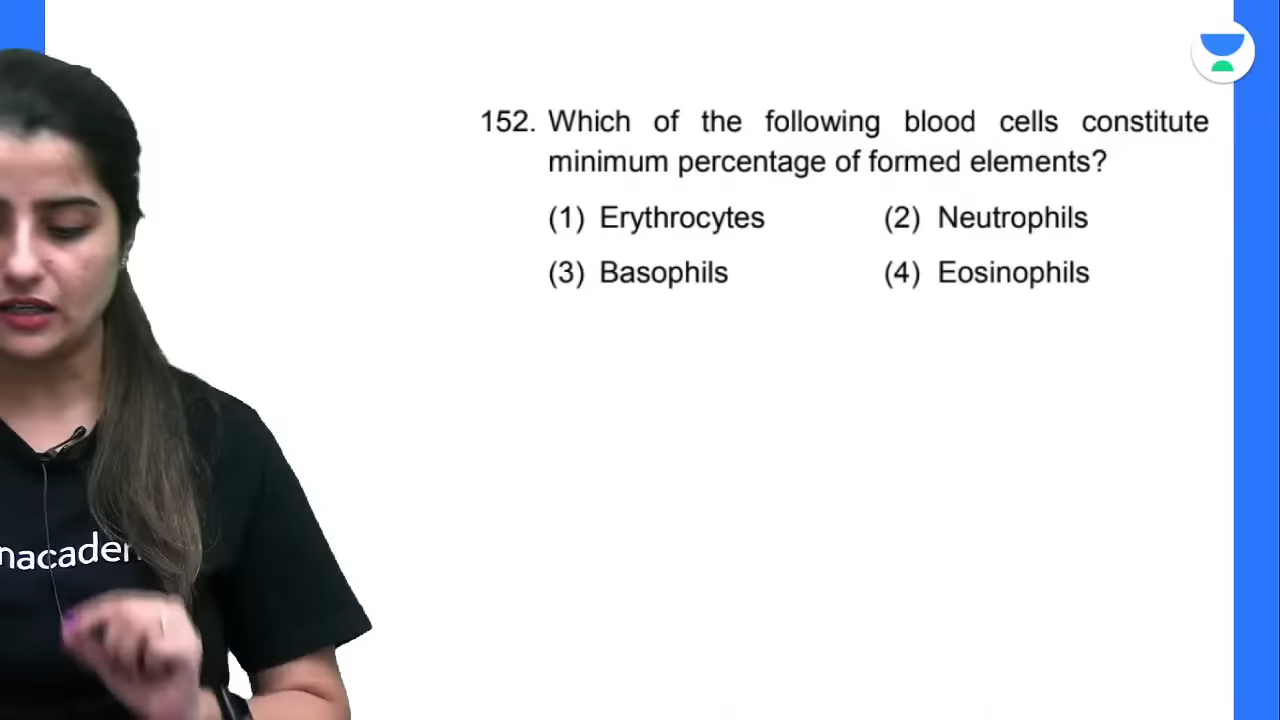 152. Which of the following blood cells constitute
minimum percentage of formed elements?
(1) Erythrocytes (2) Neutrophils
(3) Basophils (4) Eosinophils